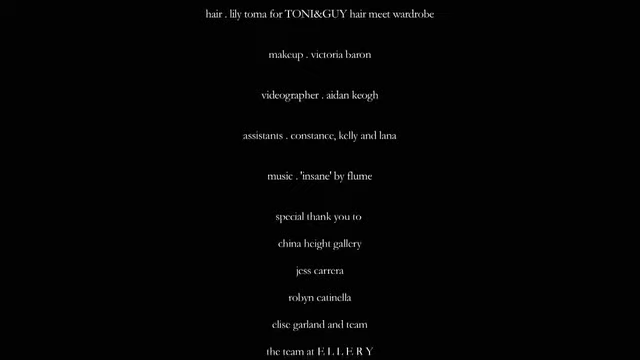 hair . lily toma for TONI&GUY hair meet wardrobe
makeup . victoria baron
videographer . aidan keogh
assistants . constance, kelly and lana
music . 'insane' by flume
special thank you to
china height gallery
jess carrera
robyn catinella
elise garland and team
the team at E L L E R Y